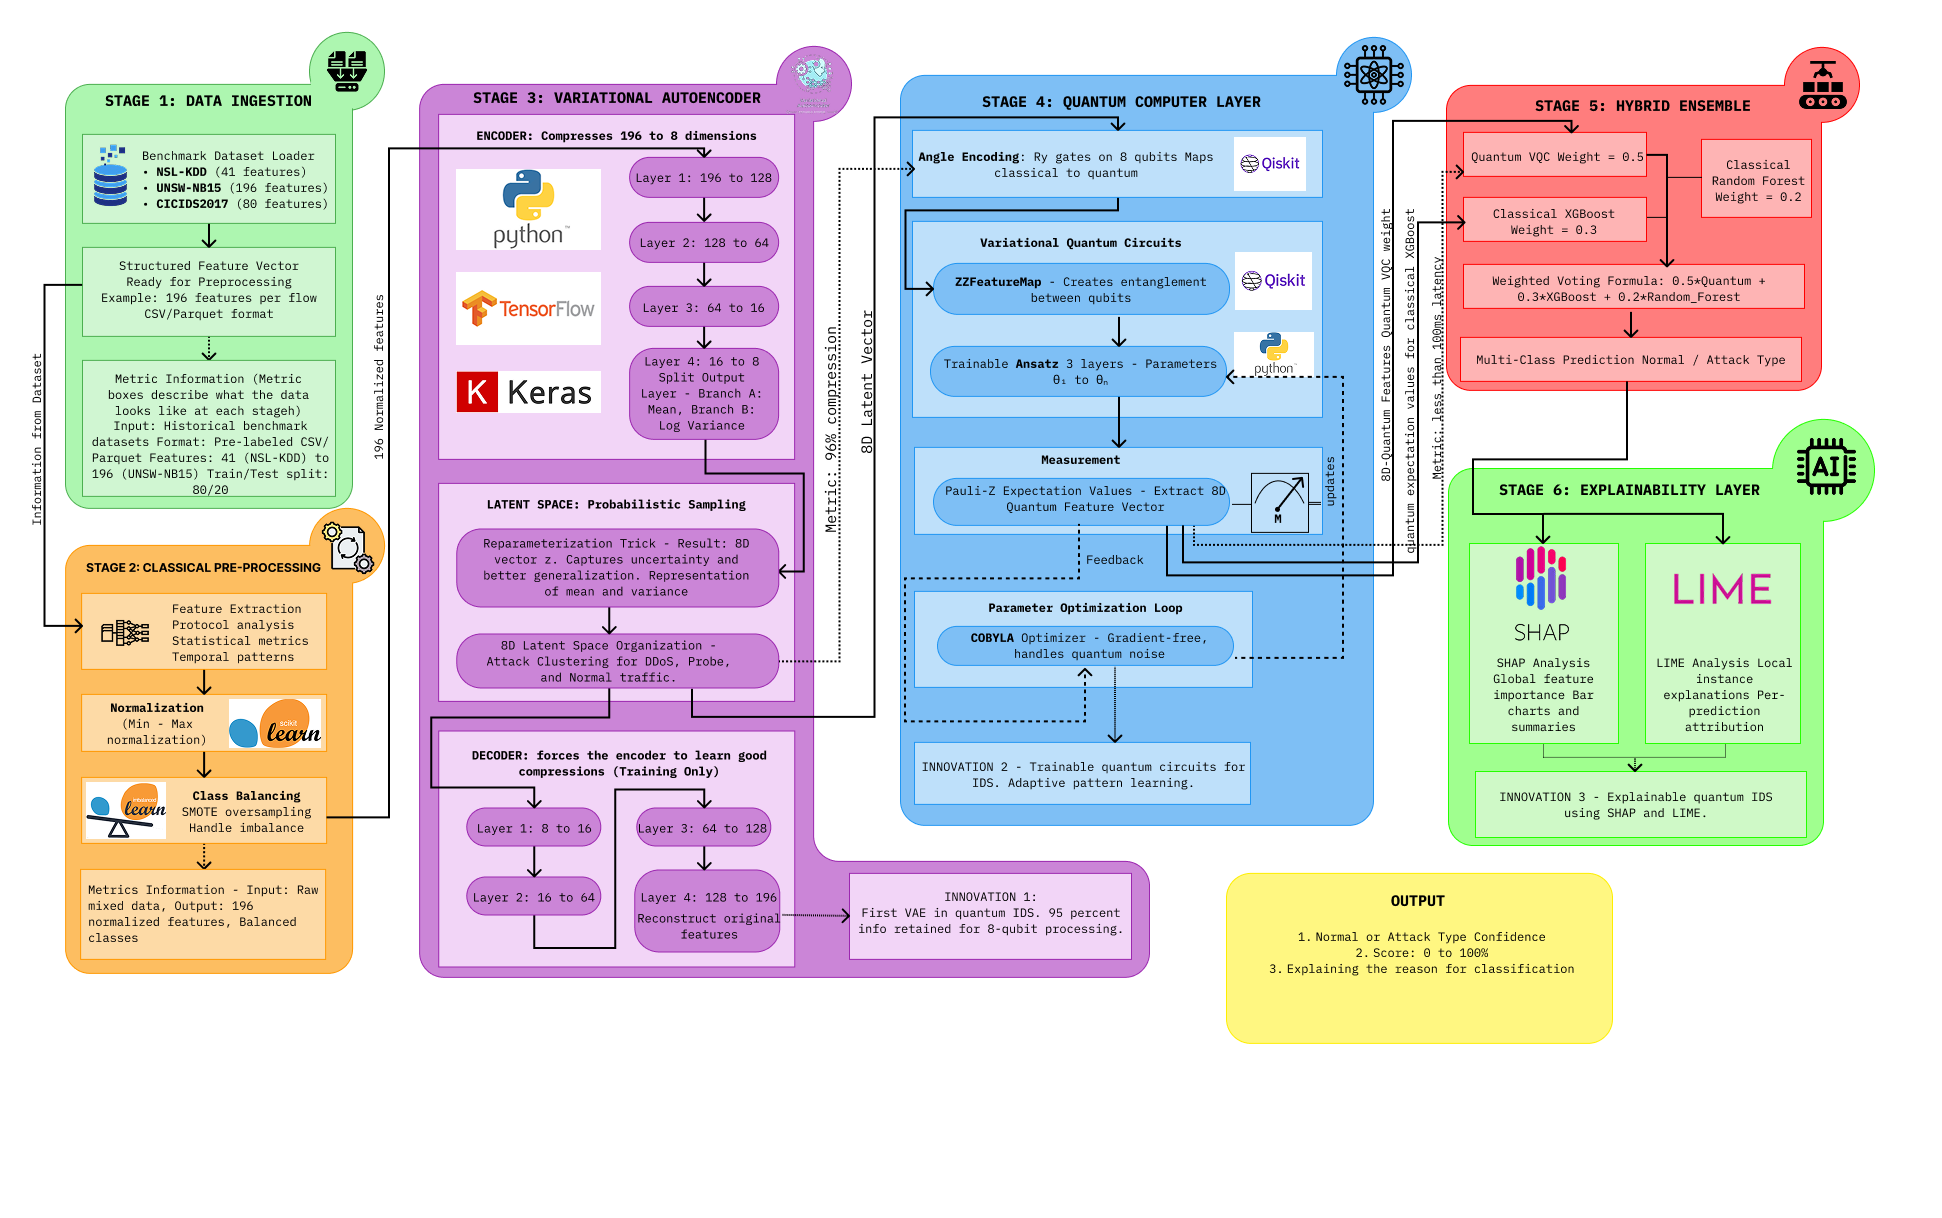 STAGE 1: DATA INGESTION
Benchmark Dataset Loader
• NSL-KDD (41 features)
• UNSW-NB15 (196 features)
• CICIDS2017 (80 features)
Structured Feature Vector
Ready for Preprocessing
Example: 196 features per flow
CSV/Parquet format
Metric Information (Metric
boxes describe what the data
looks like at each stageh)
Input: Historical benchmark
datasets Format: Pre-labeled CSV/
Parquet Features: 41 (NSL-KDD) to
196 (UNSW-NB15) Train/Test split:
80/20
Information from Dataset
STAGE 2: CLASSICAL PRE-PROCESSING
Feature Extraction
Protocol analysis
Statistical metrics
Temporal patterns
Normalization
(Min - Max
normalization)
scikit
learn
Class Balancing
SMOTE oversampling
Handle imbalance
imbalanced
learn
Metrics Information - Input: Raw
mixed data, Output: 196
normalized features, Balanced
classes
196 Normalized features
STAGE 3: VARIATIONAL AUTOENCODER
ENCODER: Compresses 196 to 8 dimensions
python™
TensorFlow
K Keras
Layer 1: 196 to 128
Layer 2: 128 to 64
Layer 3: 64 to 16
Layer 4: 16 to 8
Split Output
Layer - Branch A:
Mean, Branch B:
Log Variance
LATENT SPACE: Probabilistic Sampling
Reparameterization Trick - Result: 8D
vector z. Captures uncertainty and
better generalization. Representation
of mean and variance
8D Latent Space Organization -
Attack Clustering for DDoS, Probe,
and Normal traffic.
DECODER: forces the encoder to learn good
compressions (Training Only)
Layer 1: 8 to 16
Layer 2: 16 to 64
Layer 3: 64 to 128
Layer 4: 128 to 196
Reconstruct original
features
INNOVATION 1:
First VAE in quantum IDS. 95 percent
info retained for 8-qubit processing.
Metric: 96% compression
8D Latent Vector
STAGE 4: QUANTUM COMPUTER LAYER
Angle Encoding: Ry gates on 8 qubits Maps
classical to quantum
Qiskit
Variational Quantum Circuits
ZZFeatureMap - Creates entanglement
between qubits
Qiskit
Trainable Ansatz 3 layers - Parameters
θ₁ to θₙ
python™
Measurement
Pauli-Z Expectation Values - Extract 8D
Quantum Feature Vector
M
updates
Feedback
Parameter Optimization Loop
COBYLA Optimizer - Gradient-free,
handles quantum noise
INNOVATION 2 - Trainable quantum circuits for
IDS. Adaptive pattern learning.
8D-Quantum Features Quantum VQC weight
quantum expectation values for classical XGBoost
Metric: less than 100ms latency
STAGE 5: HYBRID ENSEMBLE
Quantum VQC Weight = 0.5
Classical
Random Forest
Weight = 0.2
Classical XGBoost
Weight = 0.3
Weighted Voting Formula: 0.5*Quantum +
0.3*XGBoost + 0.2*Random_Forest
Multi-Class Prediction Normal / Attack Type
AI
STAGE 6: EXPLAINABILITY LAYER
SHAP
SHAP Analysis
Global feature
importance Bar
charts and
summaries
LIME
LIME Analysis Local
instance
explanations Per-
prediction
attribution
INNOVATION 3 - Explainable quantum IDS
using SHAP and LIME.
OUTPUT
1. Normal or Attack Type Confidence
2. Score: 0 to 100%
3. Explaining the reason for classification